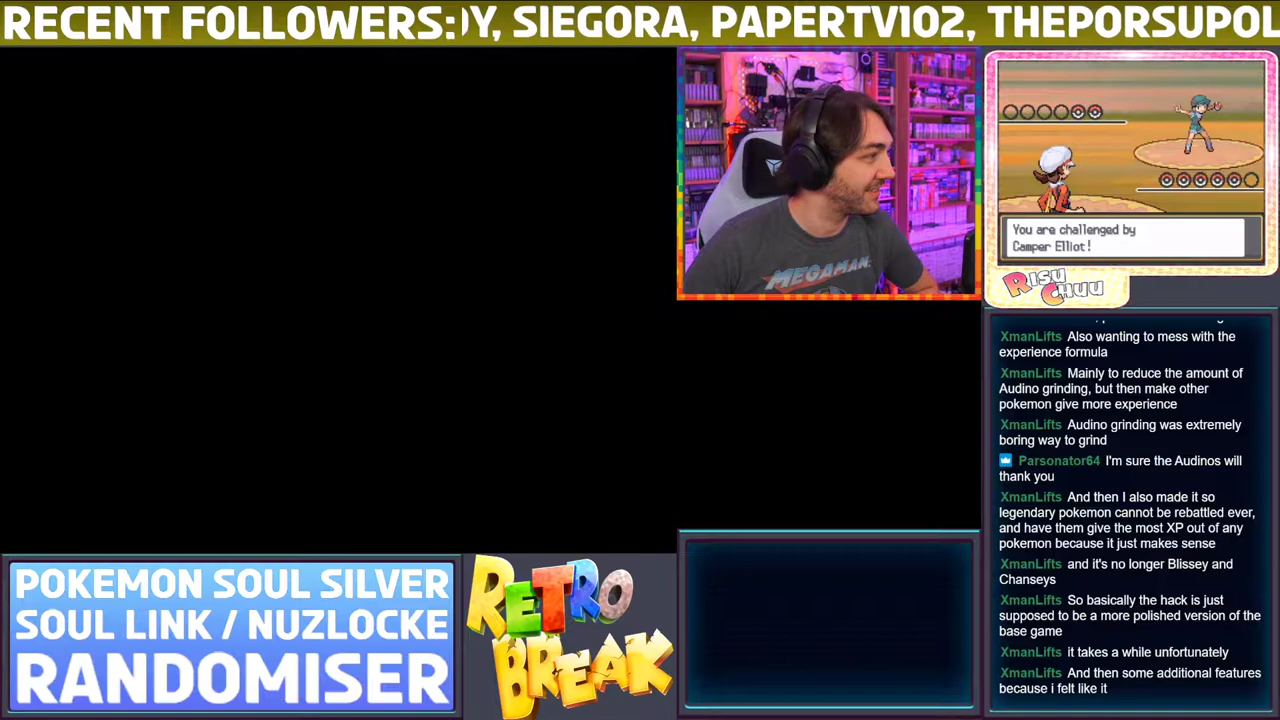 RECENT FOLLOWERS: Y, SIEGORA, PAPERTV102, THEPORSUPOL
MEGAMAN
You are challenged by
Camper Elliot!
RISU
CHUU
XmanLifts Also wanting to mess with the
experience formula
XmanLifts Mainly to reduce the amount of
Audino grinding, but then make other
pokemon give more experience
XmanLifts Audino grinding was extremely
boring way to grind
Parsonator64 I'm sure the Audinos will
thank you
XmanLifts And then I also made it so
legendary pokemon cannot be rebattled ever,
and have them give the most XP out of any
pokemon because it just makes sense
XmanLifts and it's no longer Blissey and
Chanseys
XmanLifts So basically the hack is just
supposed to be a more polished version of the
base game
XmanLifts it takes a while unfortunately
XmanLifts And then some additional features
because i felt like it
POKEMON SOUL SILVER
SOUL LINK / NUZLOCKE
RANDOMISER
RETRO
BREAK